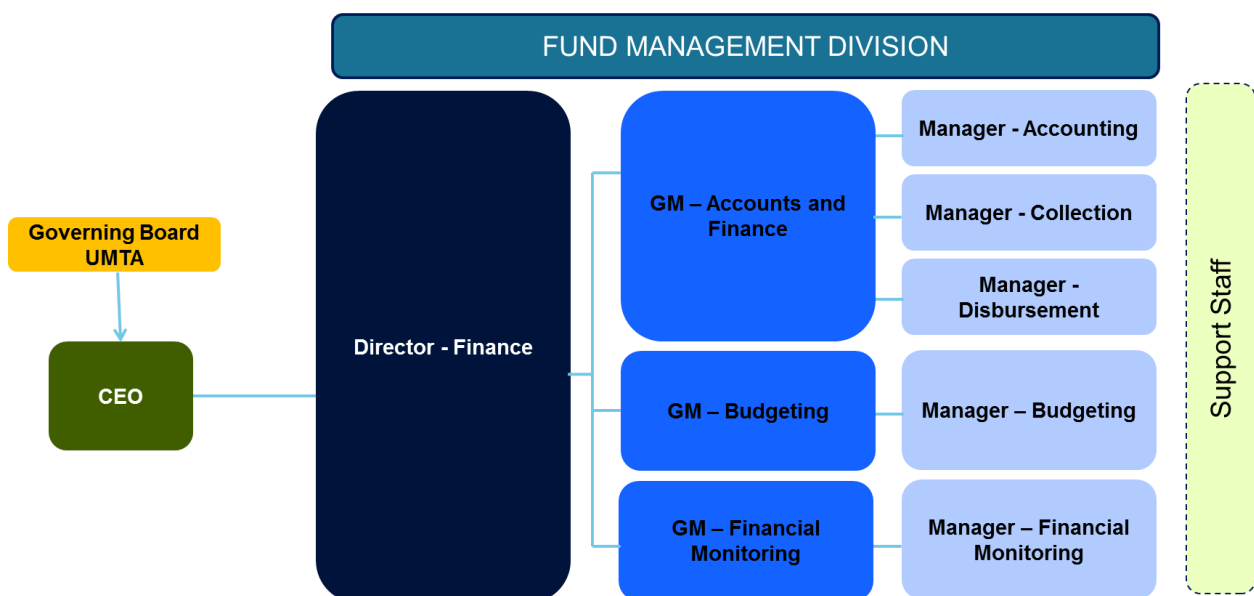 FUND MANAGEMENT DIVISION
Governing Board
UMTA
CEO
Director - Finance
GM – Accounts and
Finance
Manager - Accounting
Manager - Collection
Manager -
Disbursement
GM – Budgeting
Manager – Budgeting
GM – Financial
Monitoring
Manager – Financial
Monitoring
Support Staff